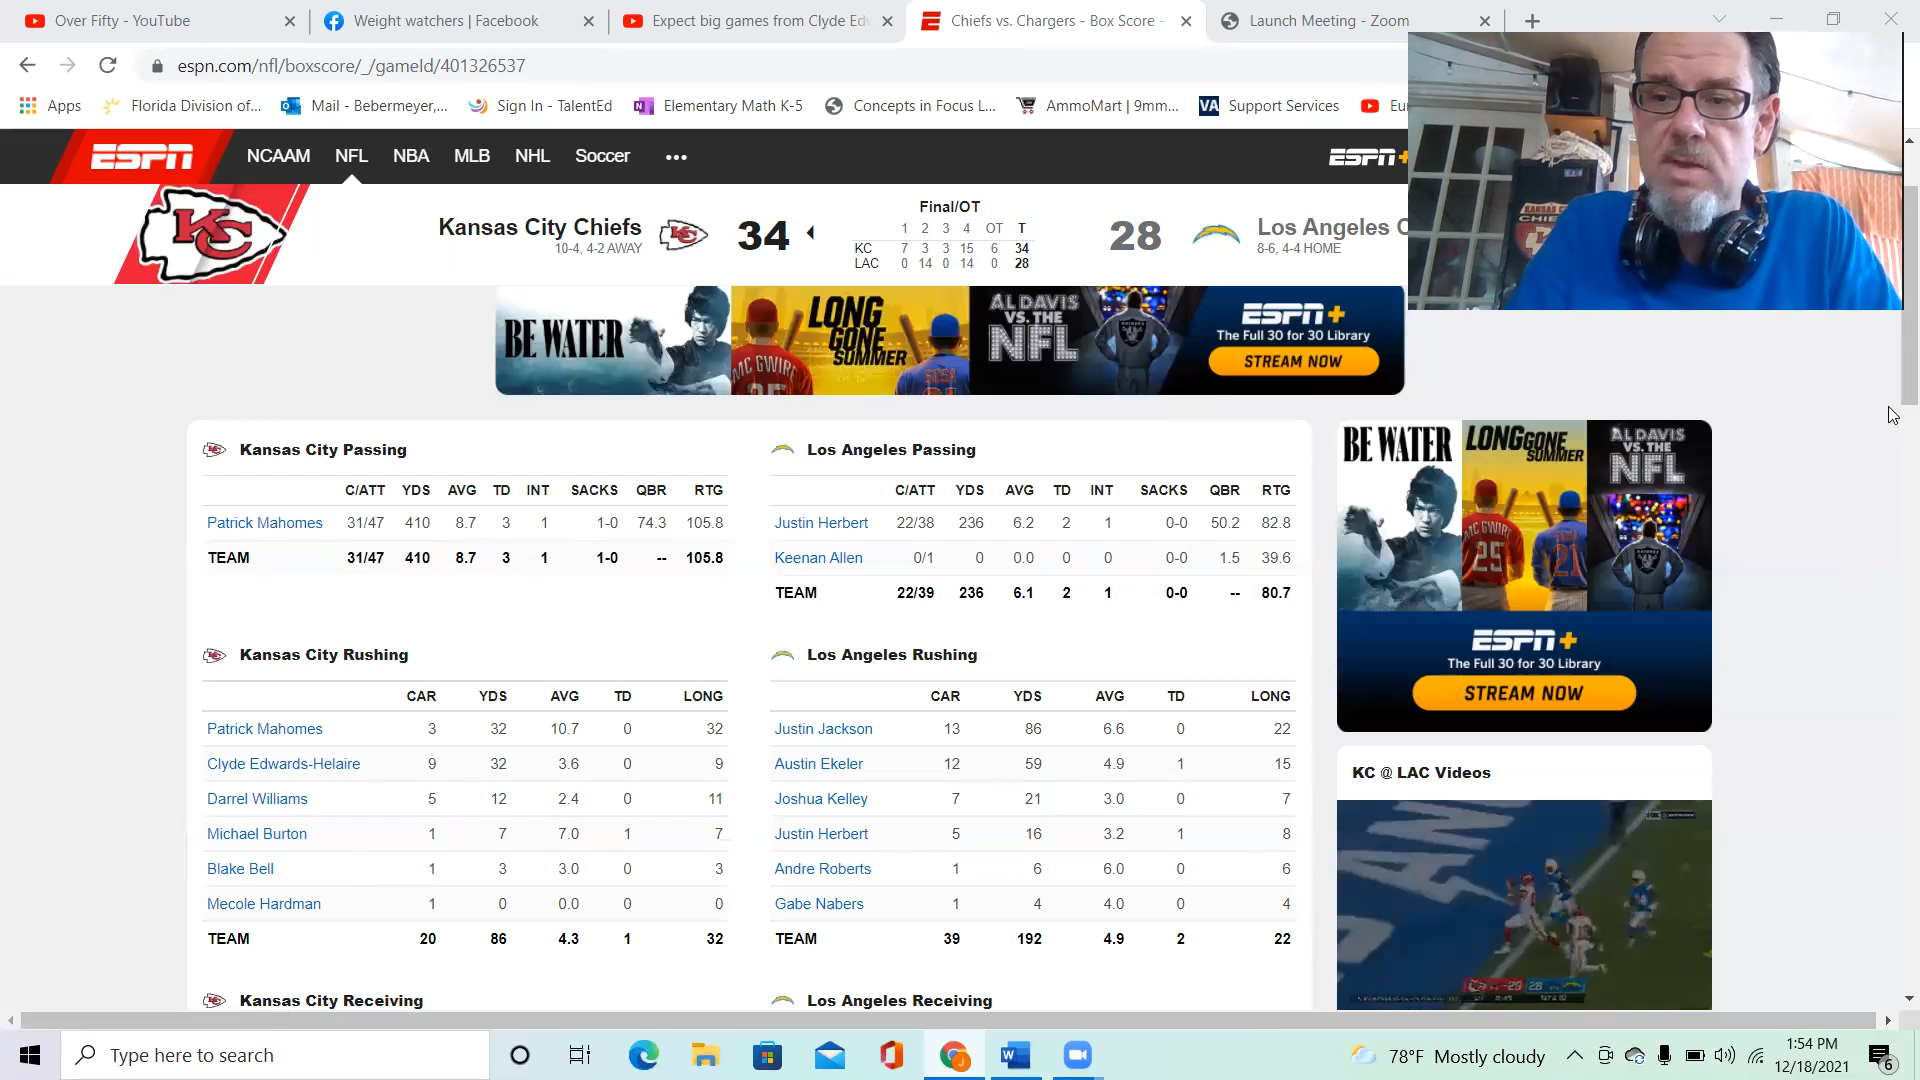 Over Fifty - YouTube
Weight watchers | Facebook
Expect big games from Clyde Ed
Chiefs vs. Chargers - Box Score -
Launch Meeting - Zoom
espn.com/nfl/boxscore/_/gameId/401326537
Apps
Florida Division of...
Mail - Bebermeyer,...
Sign In - TalentEd
Elementary Math K-5
Concepts in Focus L...
AmmoMart | 9mm...
VA Support Services
ESPN NCAAM NFL NBA MLB NHL Soccer ESPN+
KC
Kansas City Chiefs
10-4, 4-2 AWAY
34
Final/OT
1 2 3 4 OT T
KC 7 3 3 15 6 34
LAC 0 14 0 14 0 28
28
Los Angeles C
8-6, 4-4 HOME
KANSAS CITY
CHIE
BE WATER
LONG GONE SUMMER
MC GWIRE
25
SOSA
21
AL DAVIS VS. THE NFL
ESPN+
The Full 30 for 30 Library
STREAM NOW
Kansas City Passing
C/ATT YDS AVG TD INT SACKS QBR RTG
Patrick Mahomes 31/47 410 8.7 3 1 1-0 74.3 105.8
TEAM 31/47 410 8.7 3 1 1-0 -- 105.8
Los Angeles Passing
C/ATT YDS AVG TD INT SACKS QBR RTG
Justin Herbert 22/38 236 6.2 2 1 0-0 50.2 82.8
Keenan Allen 0/1 0 0.0 0 0 0-0 1.5 39.6
TEAM 22/39 236 6.1 2 1 0-0 -- 80.7
BE WATER
LONG GONE SUMMER
AL DAVIS VS. THE NFL
MC GWIRE
25
21
ESPN+
The Full 30 for 30 Library
STREAM NOW
Kansas City Rushing
CAR YDS AVG TD LONG
Patrick Mahomes 3 32 10.7 0 32
Clyde Edwards-Helaire 9 32 3.6 0 9
Darrel Williams 5 12 2.4 0 11
Michael Burton 1 7 7.0 1 7
Blake Bell 1 3 3.0 0 3
Mecole Hardman 1 0 0.0 0 0
TEAM 20 86 4.3 1 32
Los Angeles Rushing
CAR YDS AVG TD LONG
Justin Jackson 13 86 6.6 0 22
Austin Ekeler 12 59 4.9 1 15
Joshua Kelley 7 21 3.0 0 7
Justin Herbert 5 16 3.2 1 8
Andre Roberts 1 6 6.0 0 6
Gabe Nabers 1 4 4.0 0 4
TEAM 39 192 4.9 2 22
KC @ LAC Videos
Kansas City Receiving
Los Angeles Receiving
Type here to search
78°F Mostly cloudy
1:54 PM
12/18/2021
6